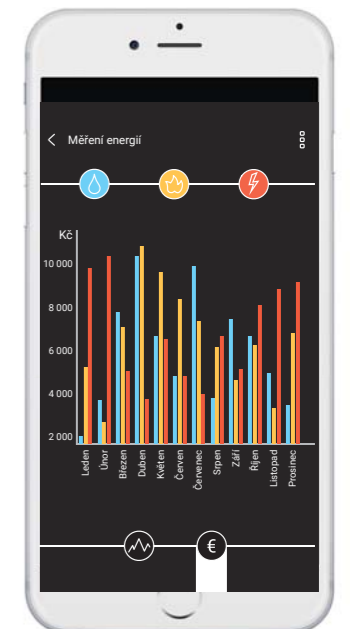 Měření energií
Kč
10 000
8 000
6 000
4 000
2 000
Leden
Únor
Březen
Duben
Květen
Červen
Červenec
Srpen
Září
Říjen
Listopad
Prosinec
€